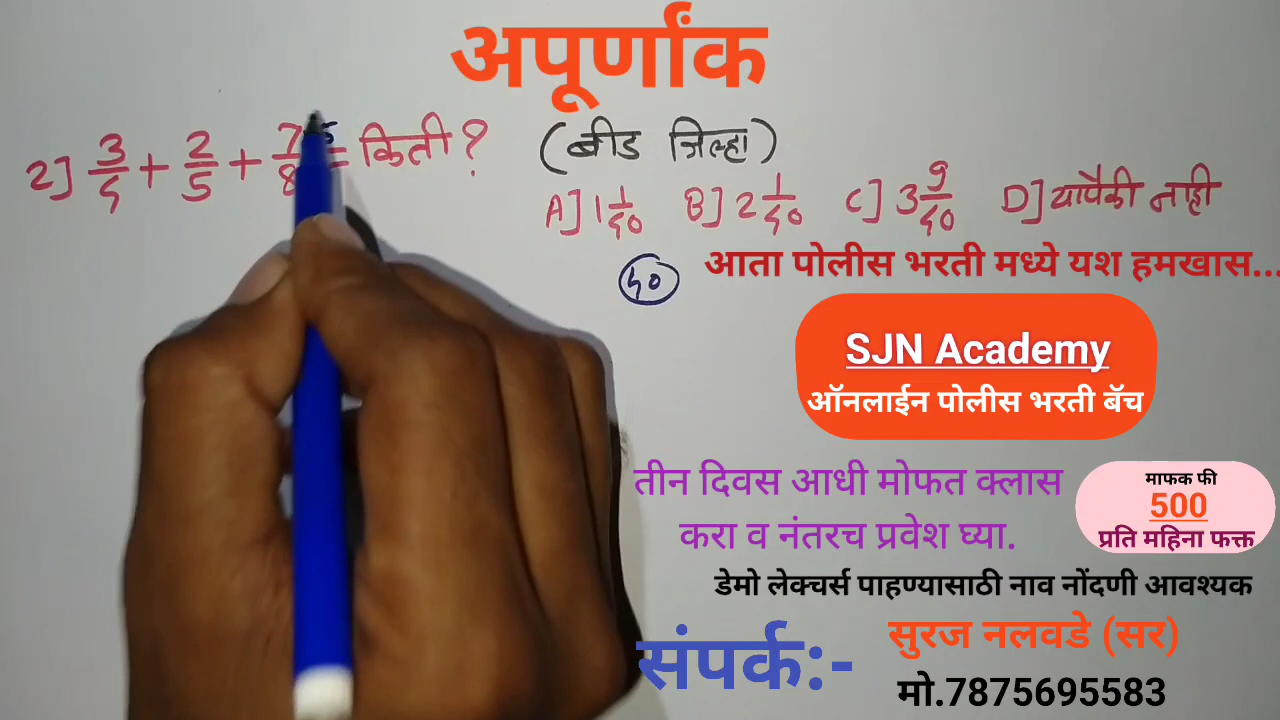 अपूर्णांक
2] 3/4 + 2/5 + 7/8 = किती ?
(बीड जिल्हा)
A] 1 1/40 B] 2 1/40 C] 3 9/40 D] यापैकी नाही
40
आता पोलीस भरती मध्ये यश हमखास...
SJN Academy
ऑनलाईन पोलीस भरती बॅच
तीन दिवस आधी मोफत क्लास
करा व नंतरच प्रवेश घ्या.
माफक फी
500
प्रति महिना फक्त
डेमो लेक्चर्स पाहण्यासाठी नाव नोंदणी आवश्यक
संपर्क:-
सुरज नलवडे (सर)
मो.7875695583